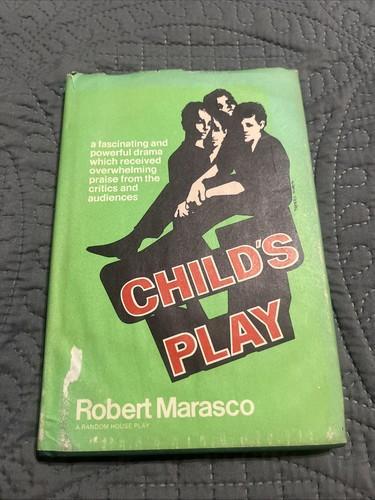 a fascinating and
powerful drama
which received
overwhelming
praise from the
critics and
audiences
CHILD'S
PLAY
Robert Marasco
A RANDOM HOUSE PLAY